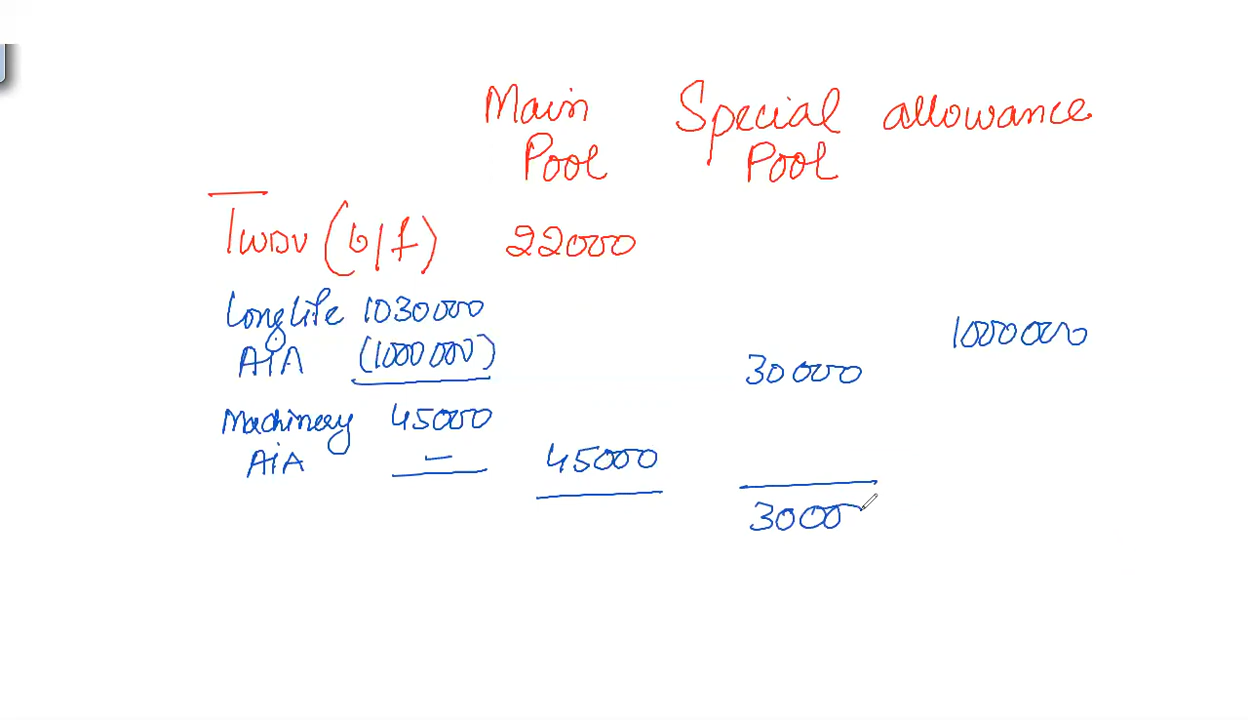 Main Special allowance
Pool Pool
TWDV (b/f) 22000
Long life 1030000
1000000
AIA (1000000)
30000
Machinery 45000
AIA – 45000
3000